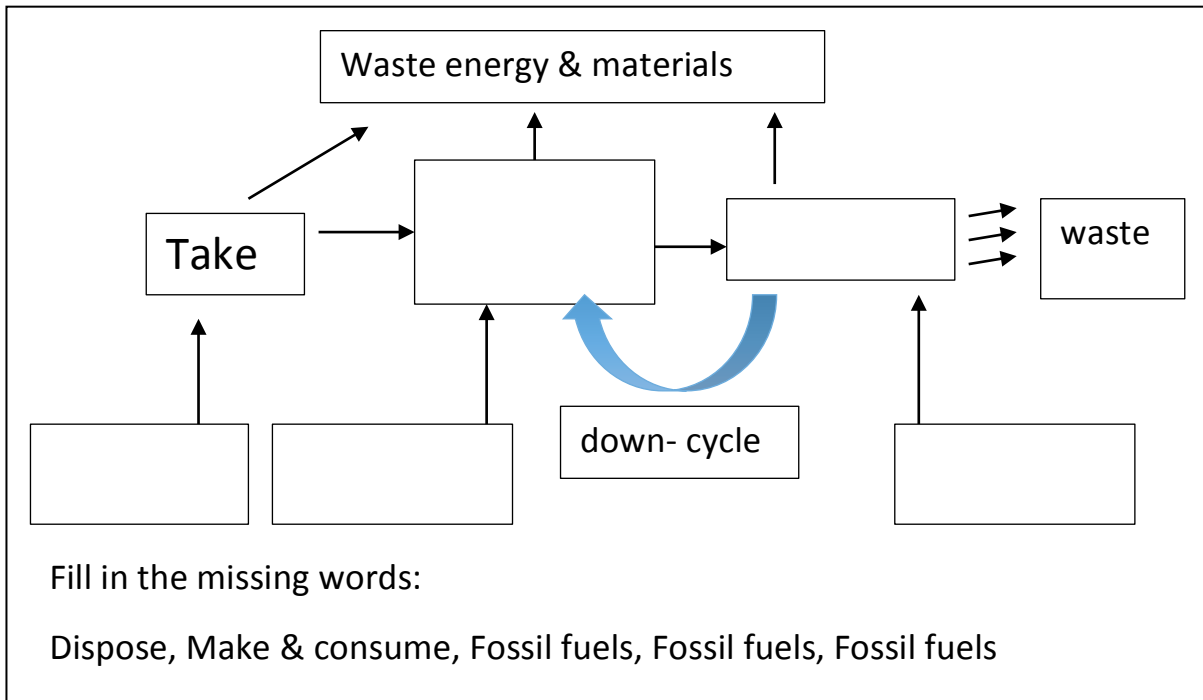 Waste energy & materials
Take
waste
down- cycle
Fill in the missing words:
Dispose, Make & consume, Fossil fuels, Fossil fuels, Fossil fuels